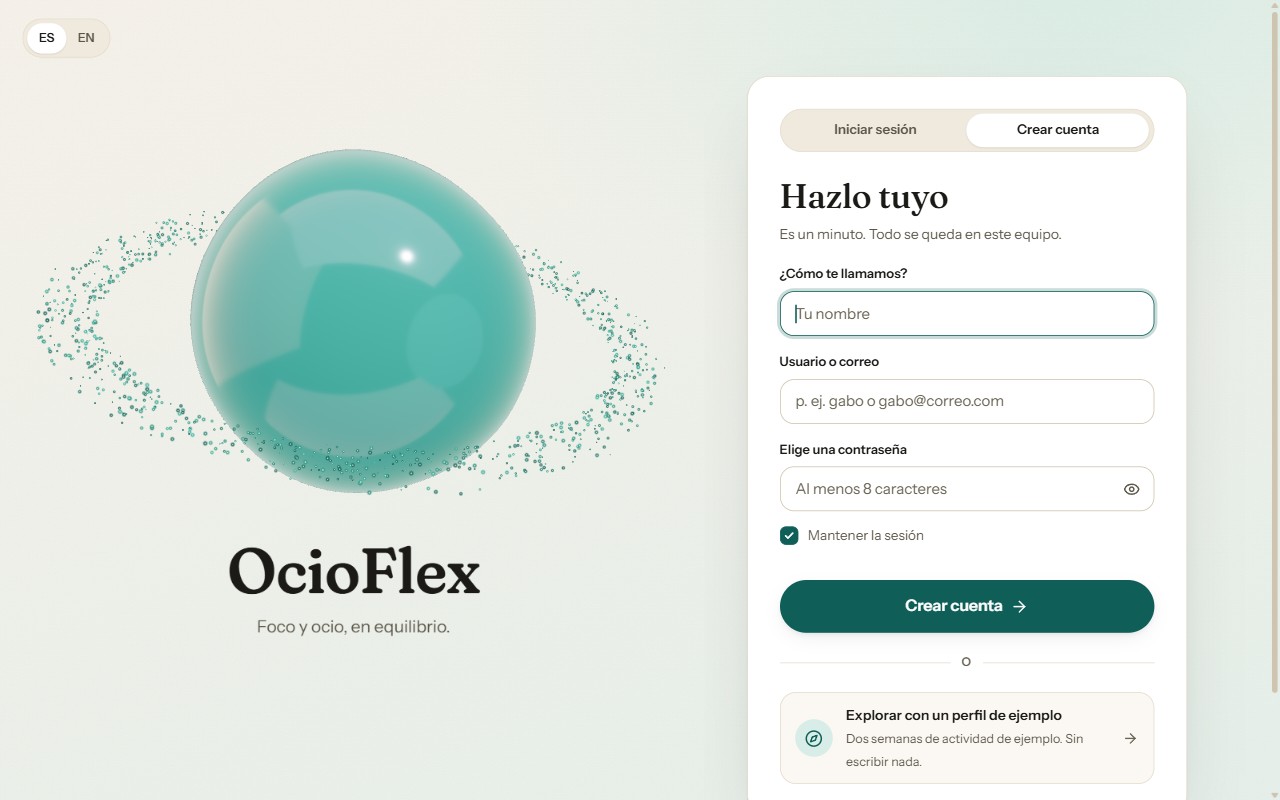 ES EN
Iniciar sesión Crear cuenta
Hazlo tuyo
Es un minuto. Todo se queda en este equipo.
¿Cómo te llamamos?
Tu nombre
Usuario o correo
p. ej. gabo o gabo@correo.com
Elige una contraseña
Al menos 8 caracteres
Mantener la sesión
Crear cuenta
O
Explorar con un perfil de ejemplo
Dos semanas de actividad de ejemplo. Sin
escribir nada.
OcioFlex
Foco y ocio, en equilibrio.